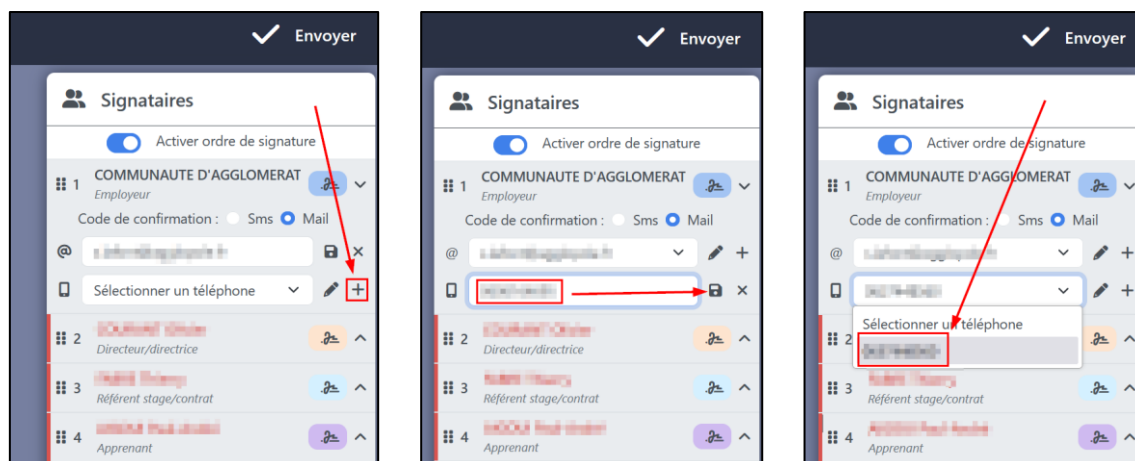 Envoyer
Signataires
Activer ordre de signature
1 COMMUNAUTE D'AGGLOMERAT
Employeur
Code de confirmation : Sms Mail
@
Sélectionner un téléphone
2
Directeur/directrice
3
Référent stage/contrat
4
Apprenant
Envoyer
Signataires
Activer ordre de signature
1 COMMUNAUTE D'AGGLOMERAT
Employeur
Code de confirmation : Sms Mail
@
2
Directeur/directrice
3
Référent stage/contrat
4
Apprenant
Envoyer
Signataires
Activer ordre de signature
1 COMMUNAUTE D'AGGLOMERAT
Employeur
Code de confirmation : Sms Mail
@
Sélectionner un téléphone
2
3
Référent stage/contrat
4
Apprenant